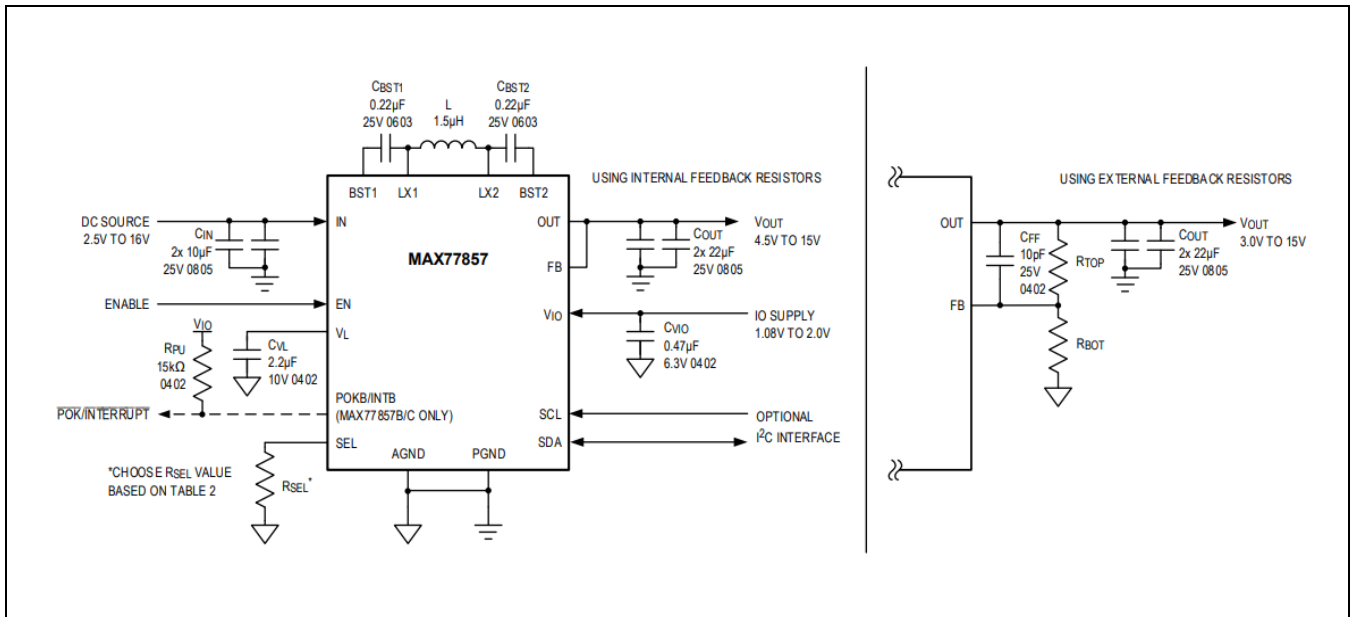 CBST1
0.22µF
25V 0603
L
1.5µH
CBST2
0.22µF
25V 0603
BST1
LX1
LX2
BST2
USING INTERNAL FEEDBACK RESISTORS
DC SOURCE
2.5V TO 16V
CIN
2x 10µF
25V 0805
IN
MAX77857
OUT
FB
COUT
2x 22µF
25V 0805
VOUT
4.5V TO 15V
ENABLE
EN
VIO
RPU
15kΩ
0402
CVL
2.2µF
10V 0402
VL
VIO
CVIO
0.47µF
6.3V 0402
IO SUPPLY
1.08V TO 2.0V
POK/INTERRUPT
POKB/INTB
(MAX77857B/C ONLY)
SCL
SDA
OPTIONAL
I²C INTERFACE
SEL
AGND
PGND
*CHOOSE RSEL VALUE
BASED ON TABLE 2
RSEL*
USING EXTERNAL FEEDBACK RESISTORS
OUT
CFF
10pF
25V
0402
RTOP
COUT
2x 22µF
25V 0805
VOUT
3.0V TO 15V
FB
RBOT